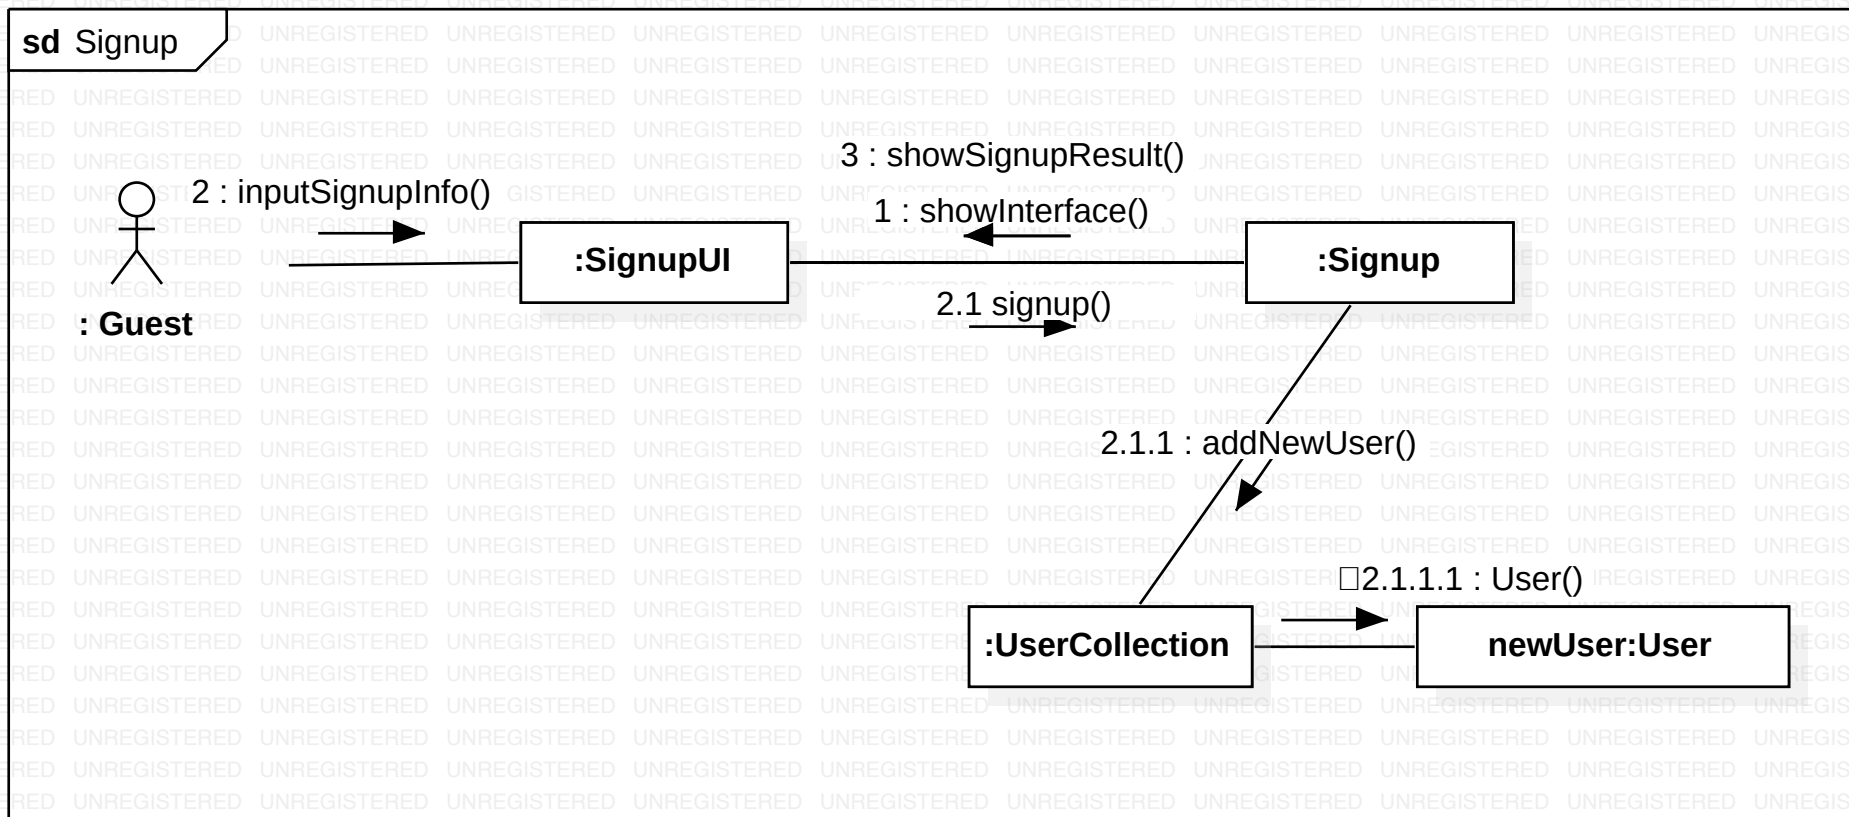 sd Signup
3 : showSignupResult()
2 : inputSignupInfo()
1 : showInterface()
:SignupUI
:Signup
2.1 signup()
: Guest
2.1.1 : addNewUser()
□2.1.1.1 : User()
:UserCollection
newUser:User
UNREGISTERED